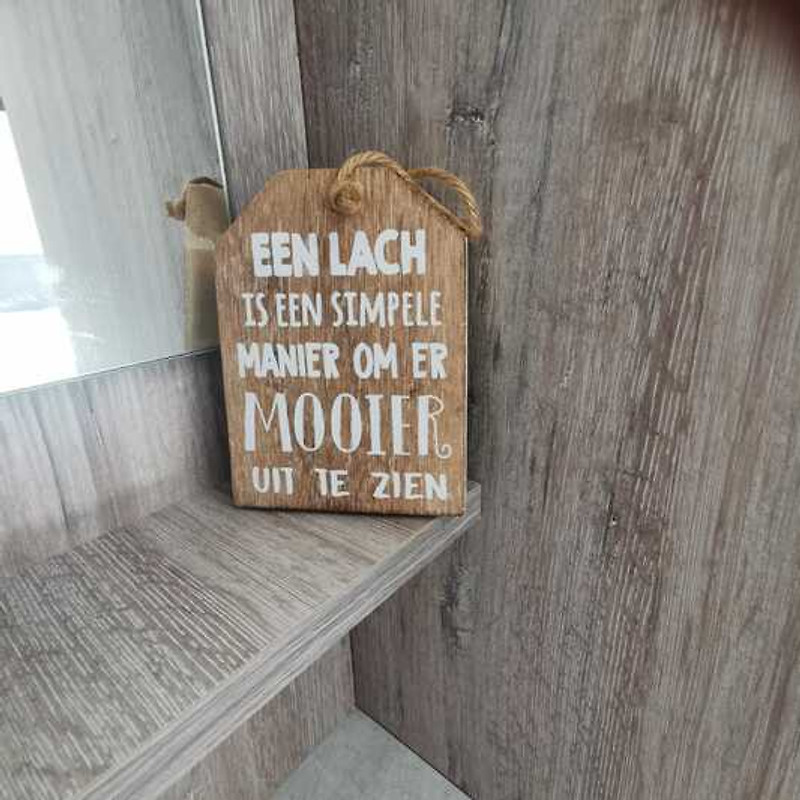 EEN LACH
IS EEN SIMPELE
MANIER OM ER
MOOIER
UIT TE ZIEN